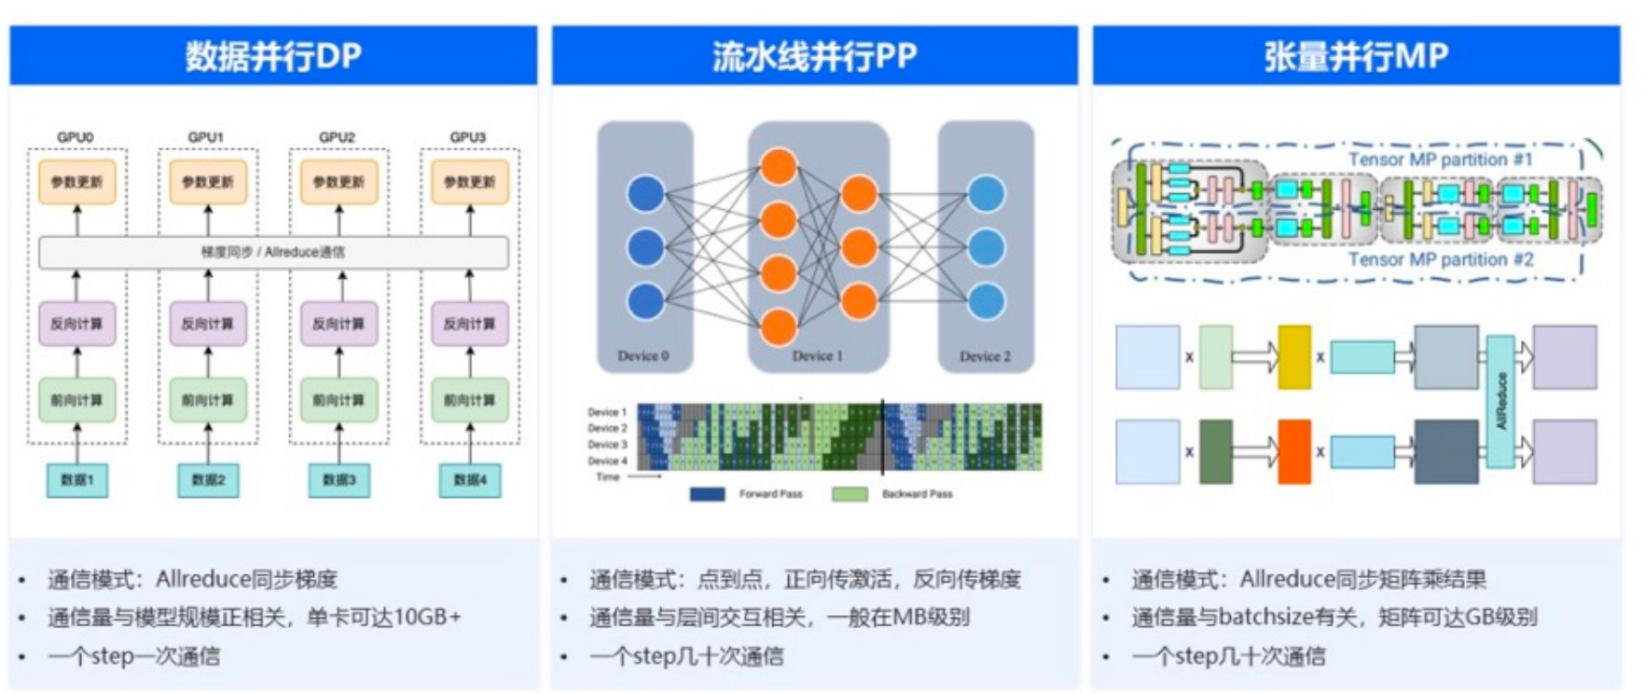 数据并行DP
GPU0
GPU1
GPU2
GPU3
参数更新
参数更新
参数更新
参数更新
梯度同步 / Allreduce通信
反向计算
反向计算
反向计算
反向计算
前向计算
前向计算
前向计算
前向计算
数据1
数据2
数据3
数据4
• 通信模式：Allreduce同步梯度
• 通信量与模型规模正相关，单卡可达10GB+
• 一个step一次通信
流水线并行PP
Device 0
Device 1
Device 2
Device 1
Device 2
Device 3
Device 4
Time
Forward Pass
Backward Pass
• 通信模式：点到点，正向传激活，反向传梯度
• 通信量与层间交互相关，一般在MB级别
• 一个step几十次通信
张量并行MP
Tensor MP partition #1
Tensor MP partition #2
x
x
x
x
AllReduce
• 通信模式：Allreduce同步矩阵乘结果
• 通信量与batchsize有关，矩阵可达GB级别
• 一个step几十次通信